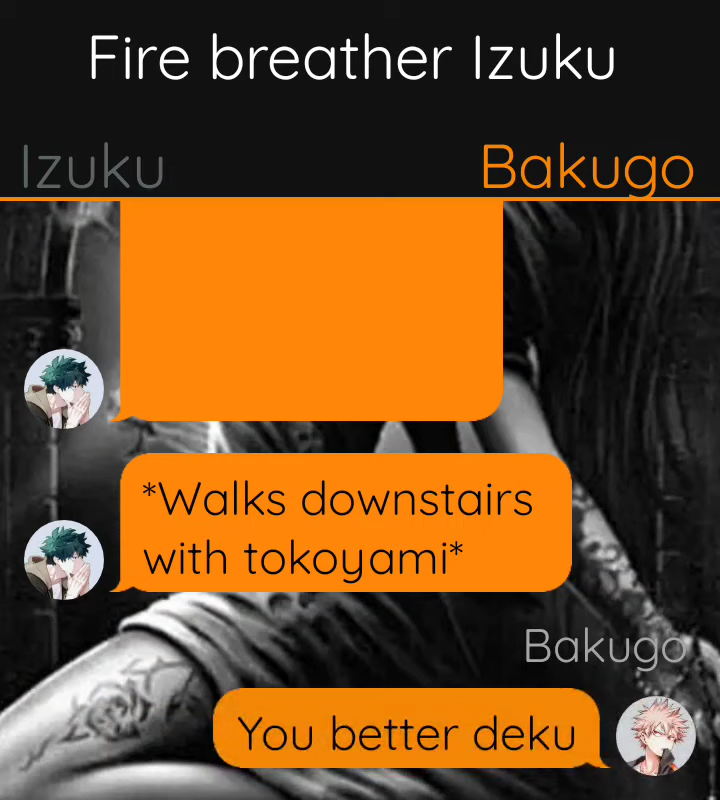 Fire breather Izuku
Izuku
Bakugo
*Walks downstairs
with tokoyami*
Bakugo
You better deku